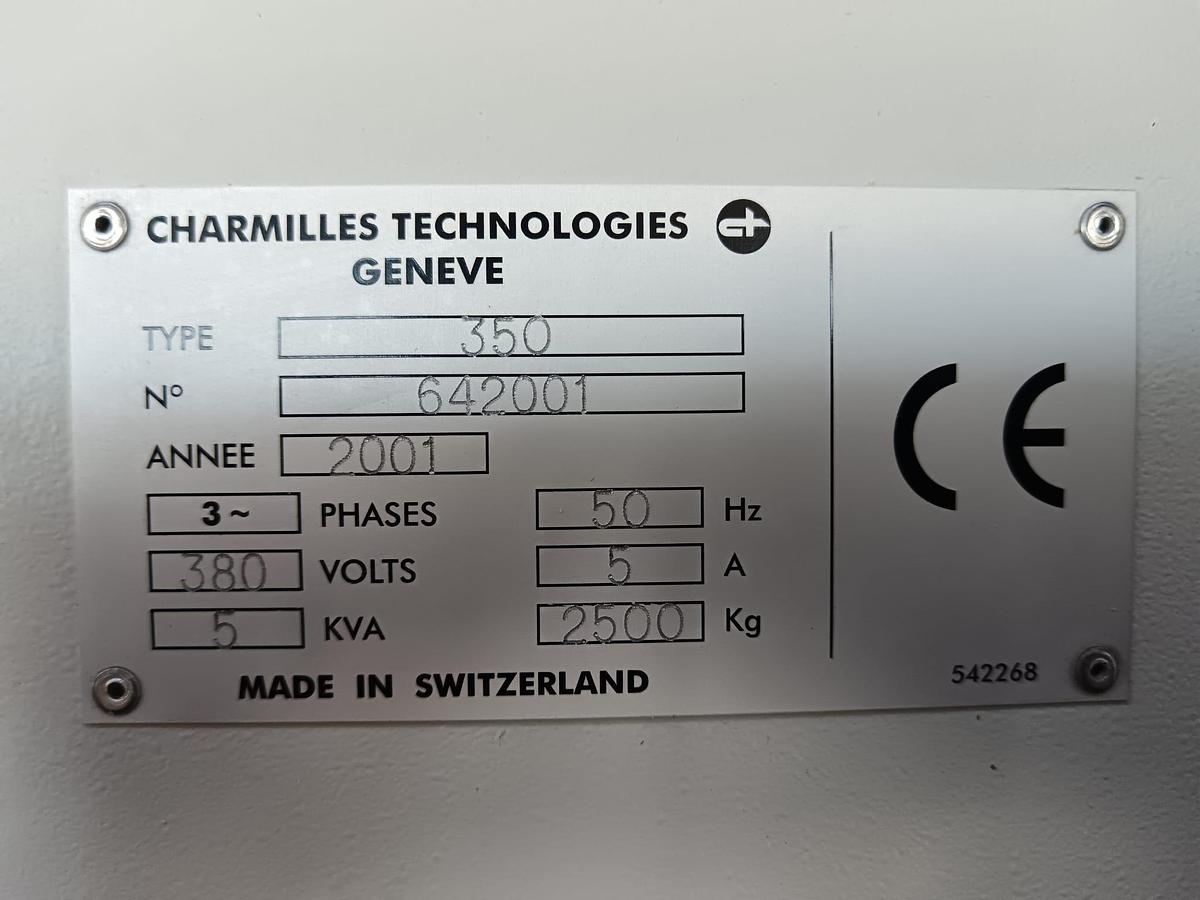 CHARMILLES TECHNOLOGIES
GENEVE
TYPE 350
N° 642001
ANNEE 2001
3~ PHASES 50 Hz
380 VOLTS 5 A
5 KVA 2500 Kg
MADE IN SWITZERLAND
CE
542268